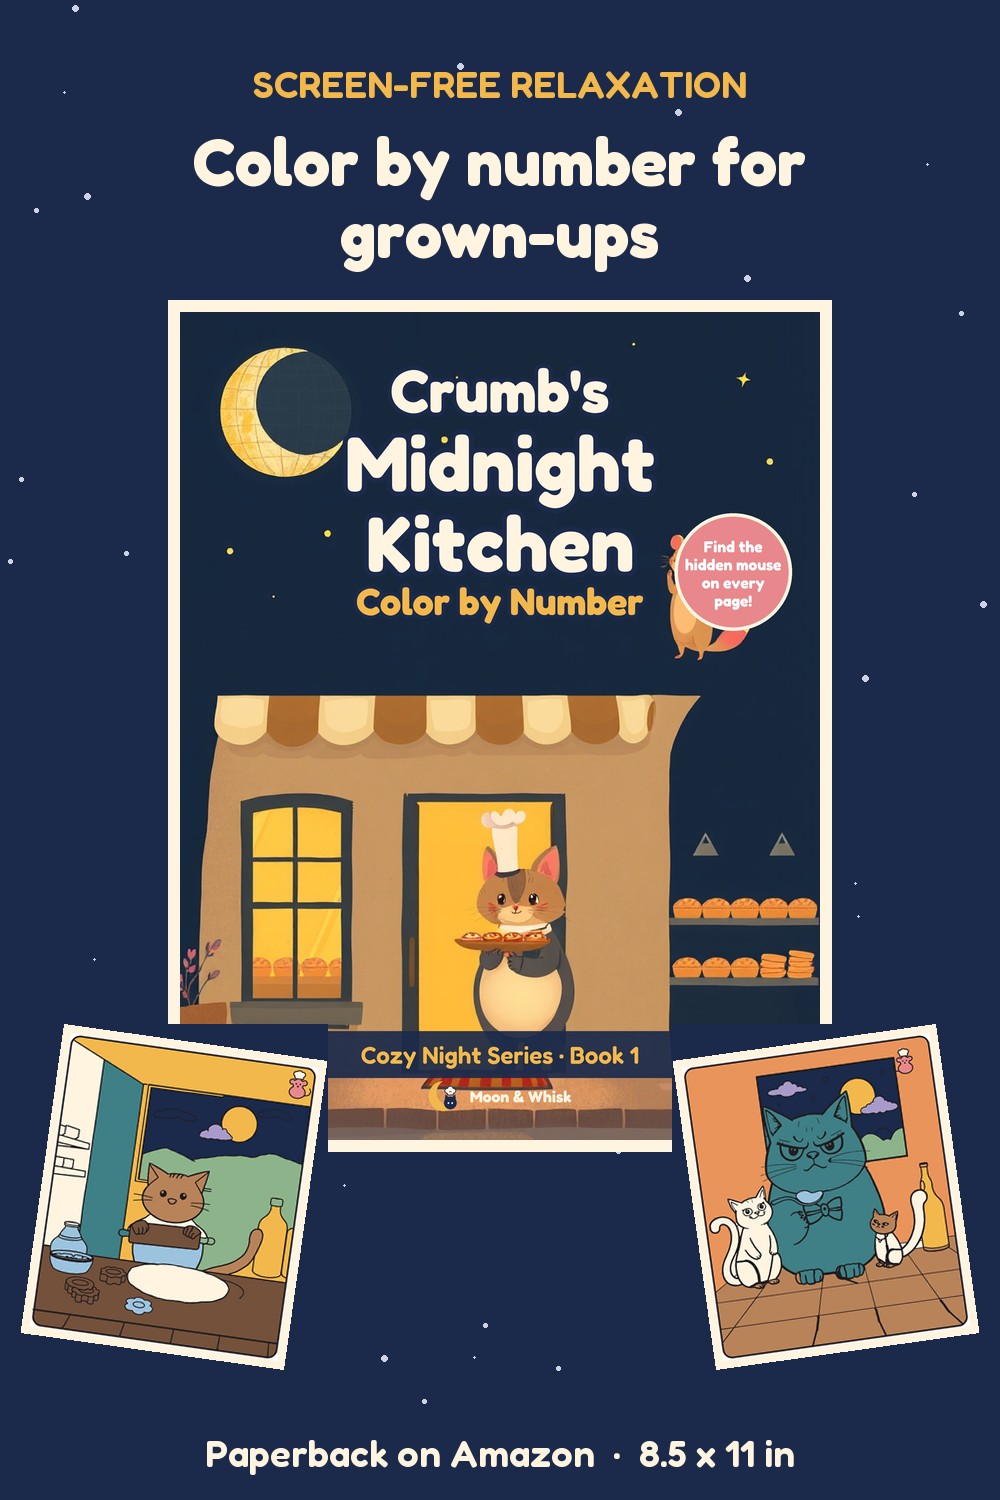 SCREEN-FREE RELAXATION
Color by number for
grown-ups
Crumb's
Midnight
Kitchen
Color by Number
Find the
hidden mouse
on every
page!
Cozy Night Series · Book 1
Moon & Whisk
Paperback on Amazon · 8.5 x 11 in